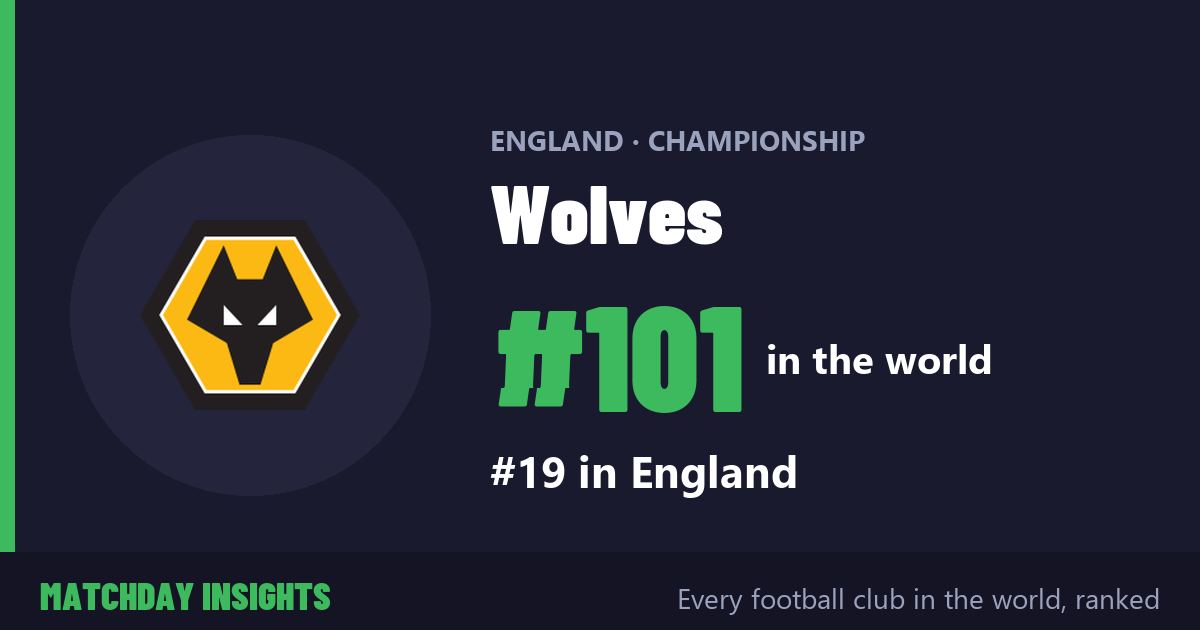 ENGLAND · CHAMPIONSHIP
Wolves
#101 in the world
#19 in England
MATCHDAY INSIGHTS
Every football club in the world, ranked